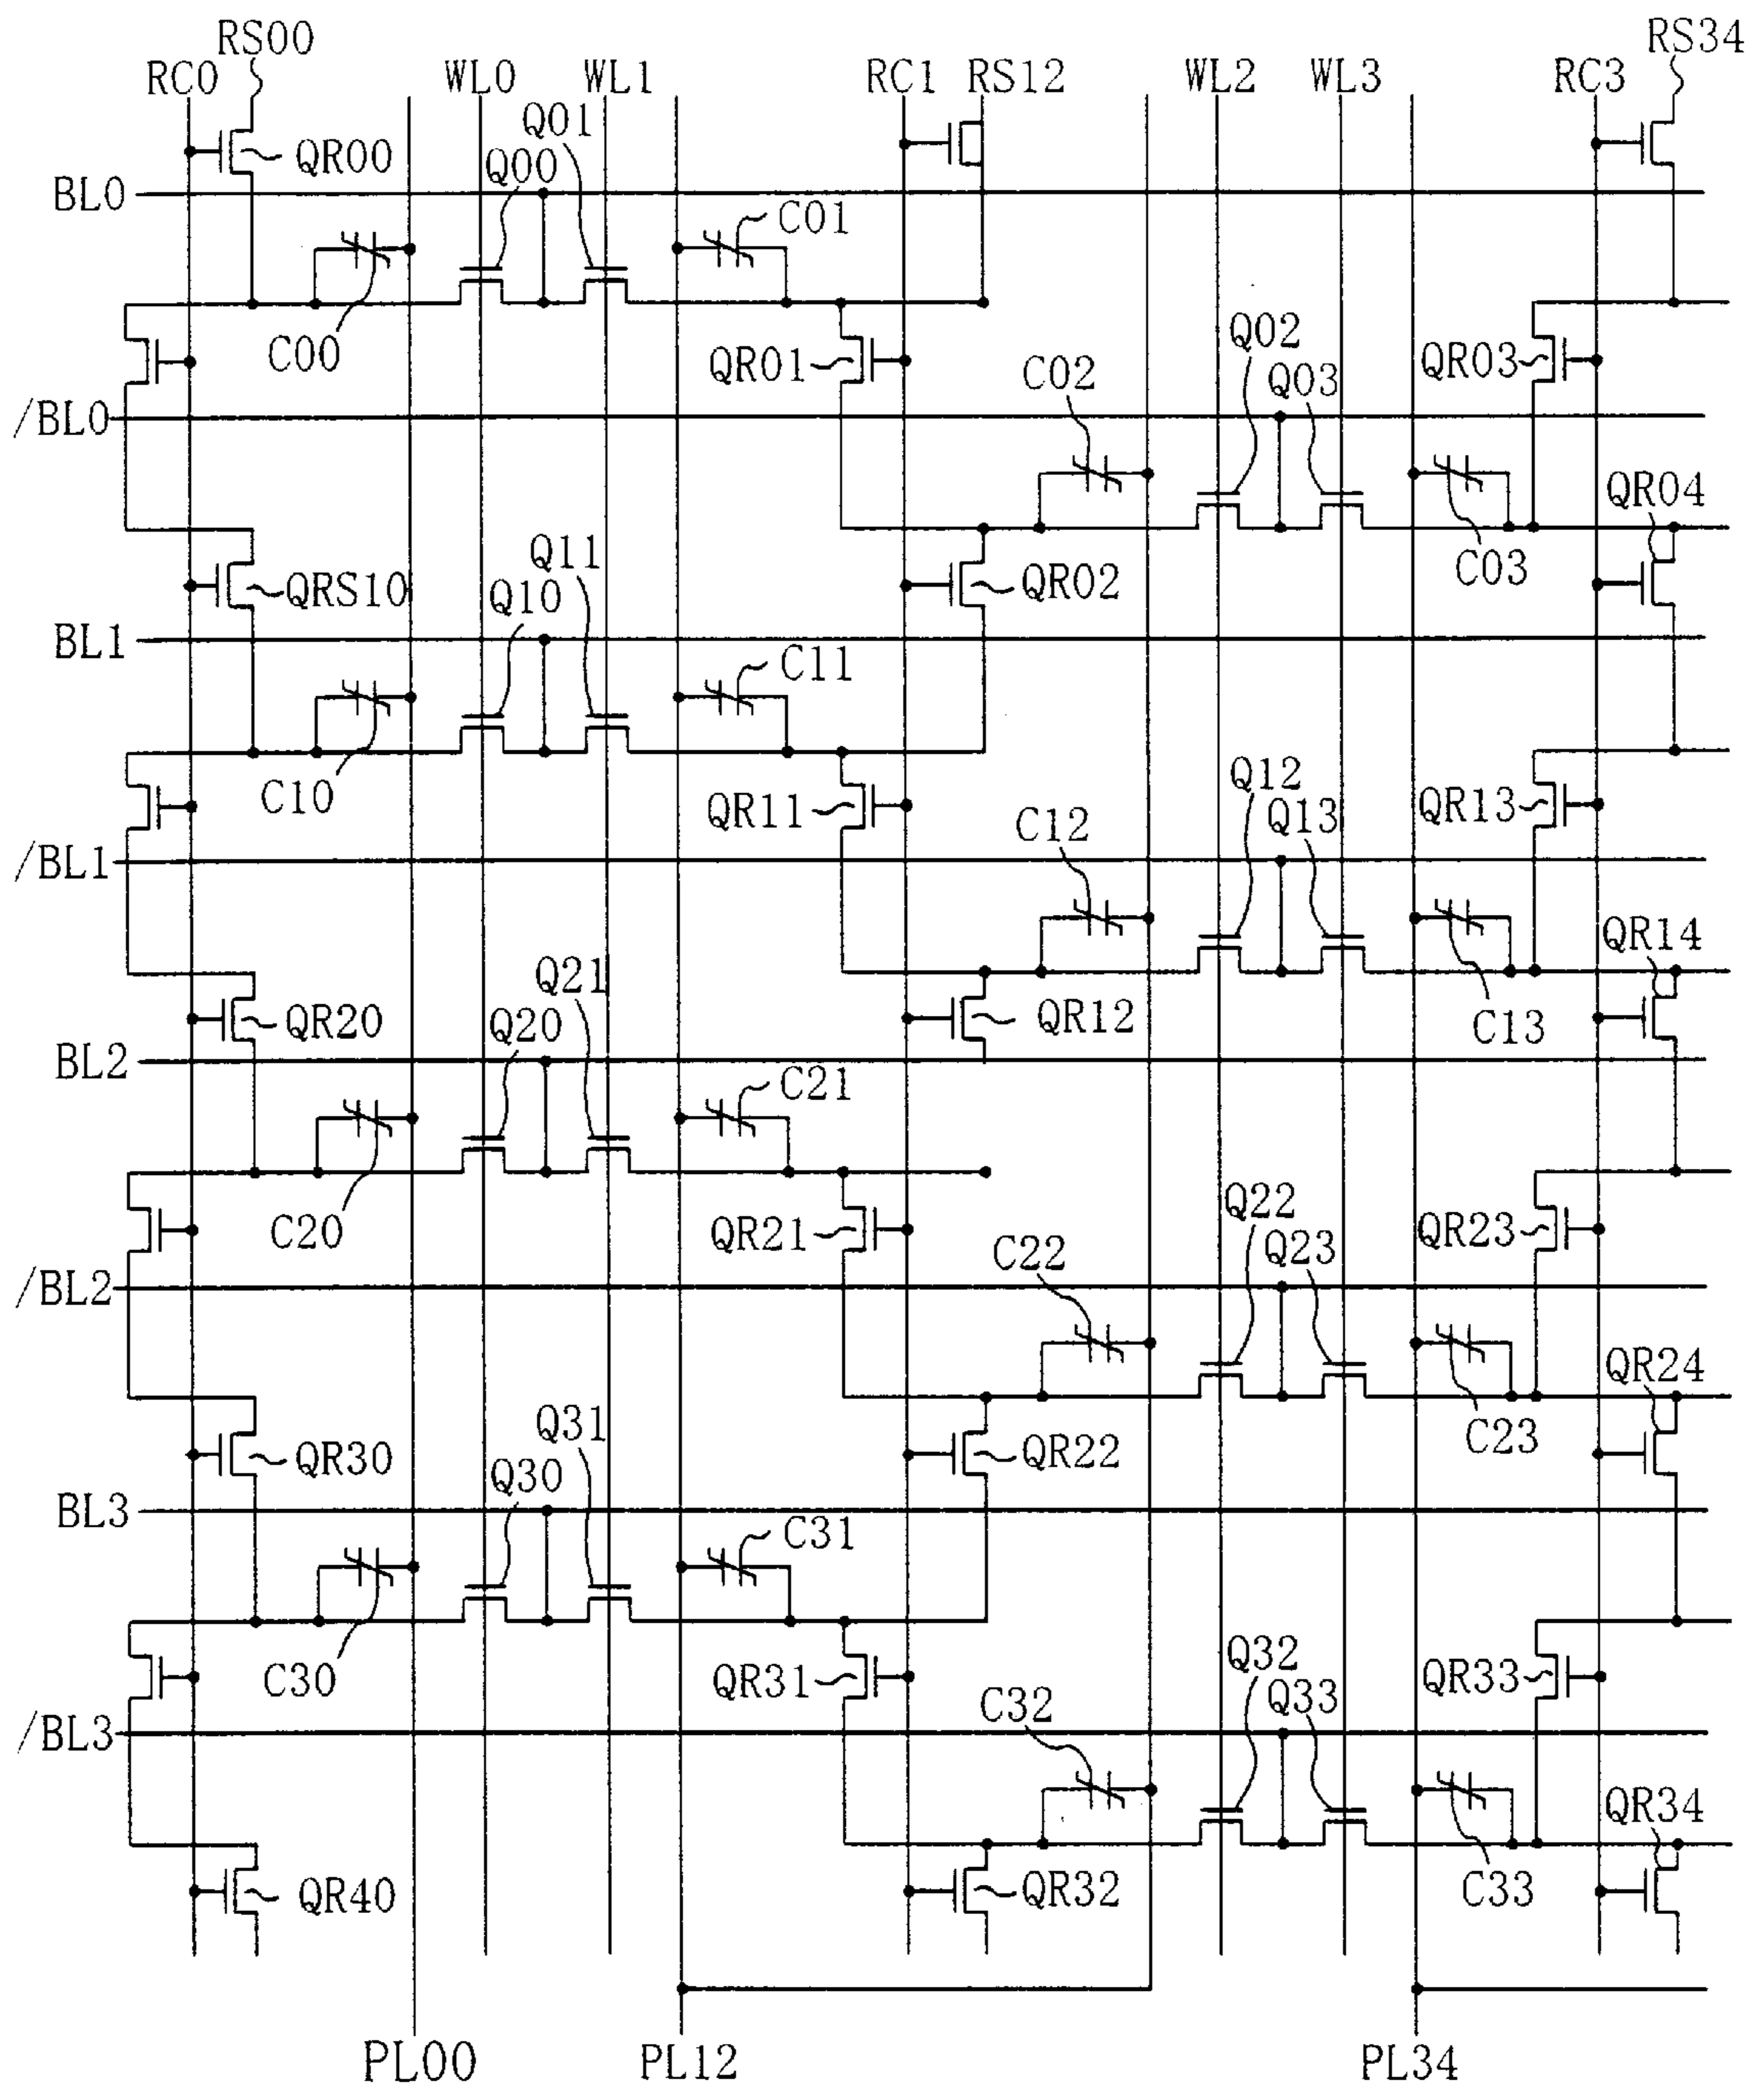 RS00 RS34
RC0 WL0 WL1 RC1 RS12 WL2 WL3 RC3
Q01
QR00 Q00
BL0
C01
C00 QR01 Q02 QR03
C02 Q03
/BL0
QR04
Q11 C03
QRS10 Q10 QR02
BL1
C11
C10 QR11 Q12 QR13
C12 Q13
/BL1
QR14
Q21
QR20 Q20 QR12 C13
BL2
C21
C20 QR21 Q22 QR23
C22 Q23
/BL2
QR24
Q31 C23
QR30 Q30 QR22
BL3
C31
C30 QR31 Q32 QR33
C32 Q33
/BL3
QR34
QR40 QR32 C33
PL00 PL12 PL34